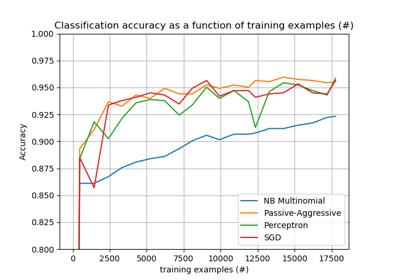 Classification accuracy as a function of training examples (#)
1.000
0.975
0.950
0.925
0.900
0.875
0.850
0.825
0.800
Accuracy
NB Multinomial
Passive-Aggressive
Perceptron
SGD
0 2500 5000 7500 10000 12500 15000 17500
training examples (#)